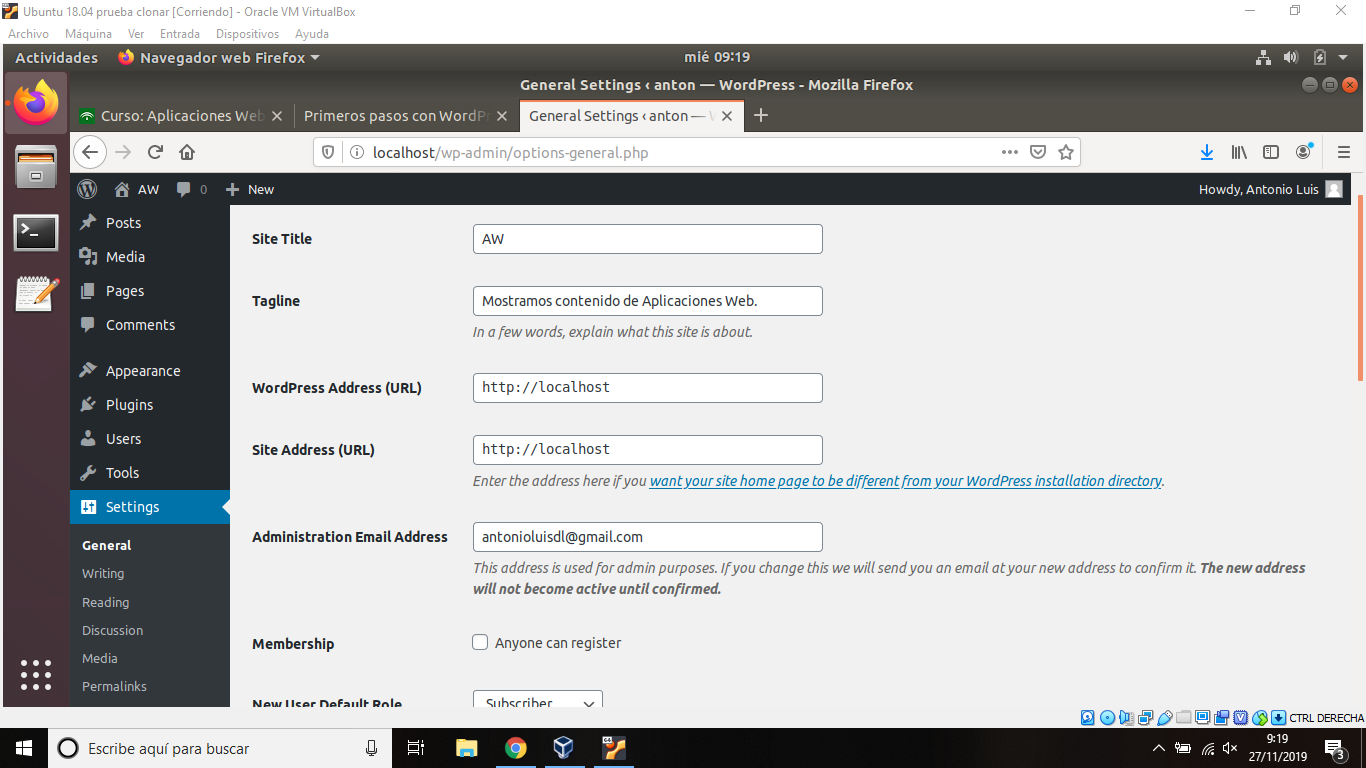 Ubuntu 18.04 prueba clonar [Corriendo] - Oracle VM VirtualBox
Archivo Máquina Ver Entrada Dispositivos Ayuda
Actividades Navegador web Firefox mié 09:19
General Settings ‹ anton — WordPress - Mozilla Firefox
Curso: Aplicaciones Web Primeros pasos con WordPr General Settings ‹ anton — W
localhost/wp-admin/options-general.php
AW 0 New Howdy, Antonio Luis
Posts
Media
Pages
Comments
Appearance
Plugins
Users
Tools
Settings
General
Writing
Reading
Discussion
Media
Permalinks
Site Title AW
Tagline Mostramos contenido de Aplicaciones Web.
In a few words, explain what this site is about.
WordPress Address (URL) http://localhost
Site Address (URL) http://localhost
Enter the address here if you want your site home page to be different from your WordPress installation directory.
Administration Email Address antonioluisdl@gmail.com
This address is used for admin purposes. If you change this we will send you an email at your new address to confirm it. The new address
will not become active until confirmed.
Membership Anyone can register
New User Default Role Subscriber
CTRL DERECHA
Escribe aquí para buscar
64
9:19
27/11/2019
3